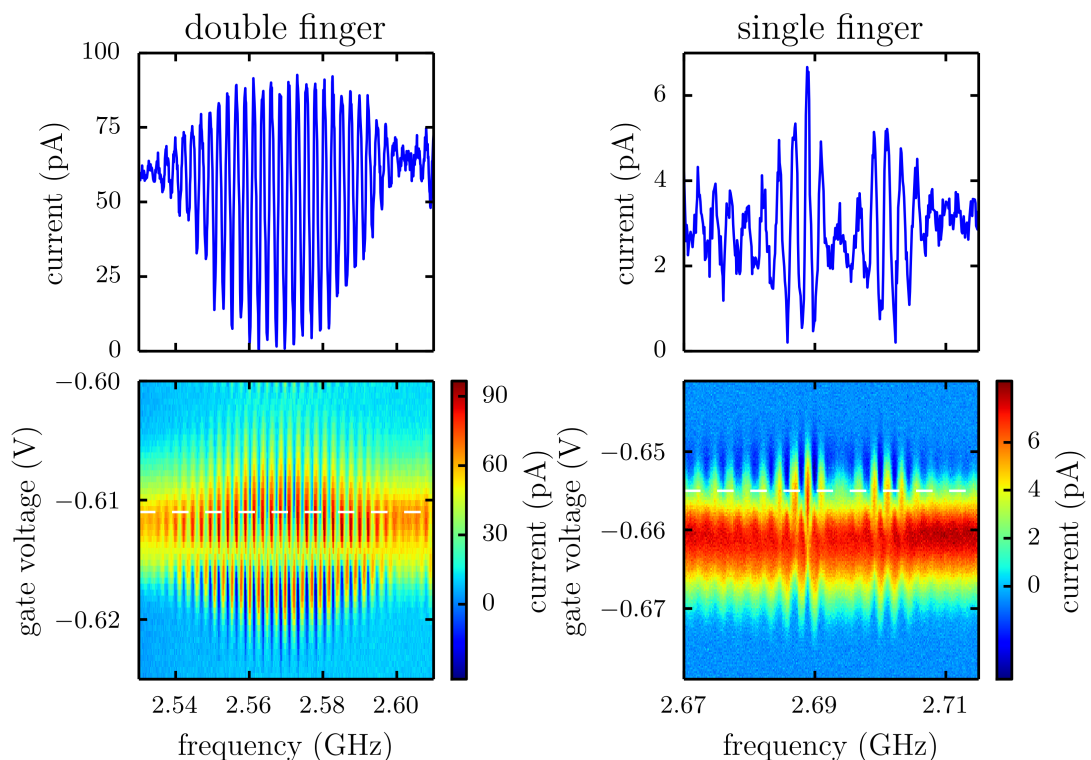 double finger
single finger
100
75
50
25
0
current (pA)
6
4
2
0
current (pA)
−0.60
−0.61
−0.62
gate voltage (V)
90
60
30
0
current (pA)
−0.65
−0.66
−0.67
gate voltage (V)
6
4
2
0
current (pA)
2.54 2.56 2.58 2.60
frequency (GHz)
2.67 2.69 2.71
frequency (GHz)